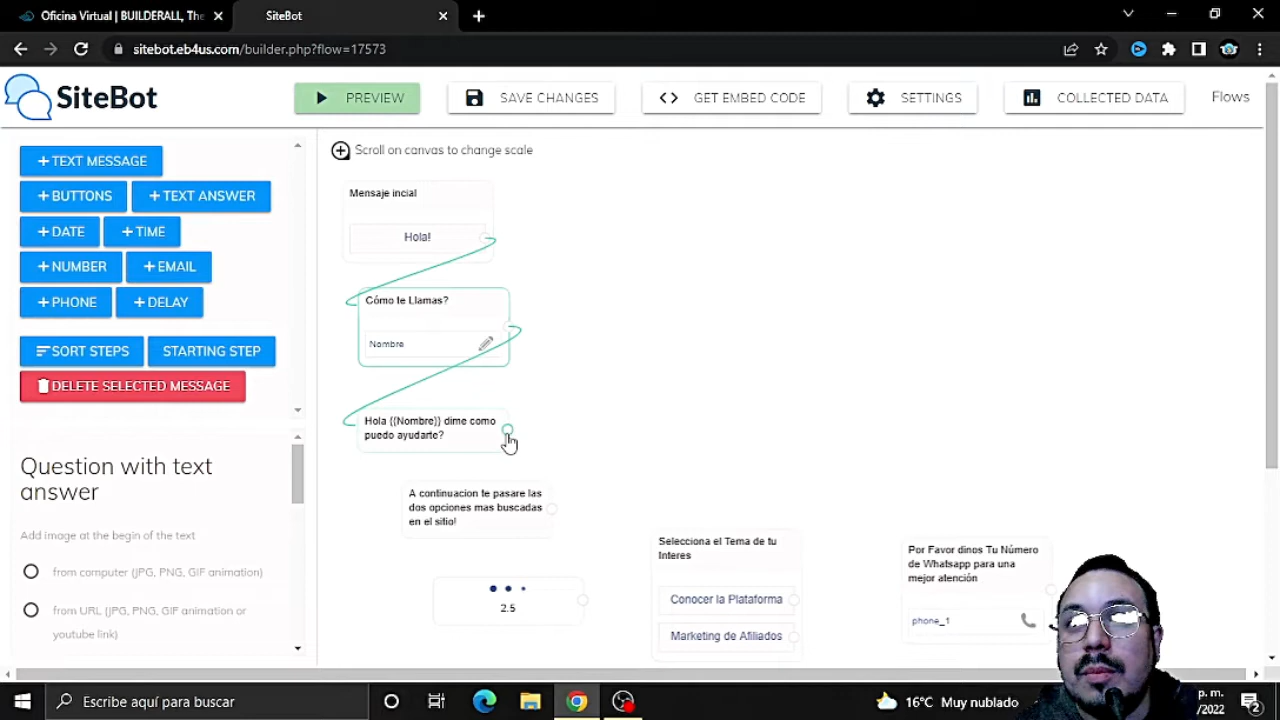 Oficina Virtual | BUILDERALL, The
SiteBot
sitebot.eb4us.com/builder.php?flow=17573
SiteBot
PREVIEW
SAVE CHANGES
GET EMBED CODE
SETTINGS
COLLECTED DATA
Flows
+ TEXT MESSAGE
+ BUTTONS
+ TEXT ANSWER
+ DATE
+ TIME
+ NUMBER
+ EMAIL
+ PHONE
+ DELAY
SORT STEPS
STARTING STEP
DELETE SELECTED MESSAGE
Question with text
answer
Add image at the begin of the text
from computer (JPG, PNG, GIF animation)
from URL (JPG, PNG, GIF animation or
youtube link)
Scroll on canvas to change scale
Mensaje incial
Hola!
Cómo te Llamas?
Nombre
Hola {{Nombre}} dime como
puedo ayudarte?
A continuacion te pasare las
dos opciones mas buscadas
en el sitio!
2.5
Selecciona el Tema de tu
Interes
Conocer la Plataforma
Marketing de Afiliados
Por Favor dinos Tu Número
de Whatsapp para una
mejor atención
phone_1
Escribe aquí para buscar
16°C Muy nublado
p. m.
/2022
2